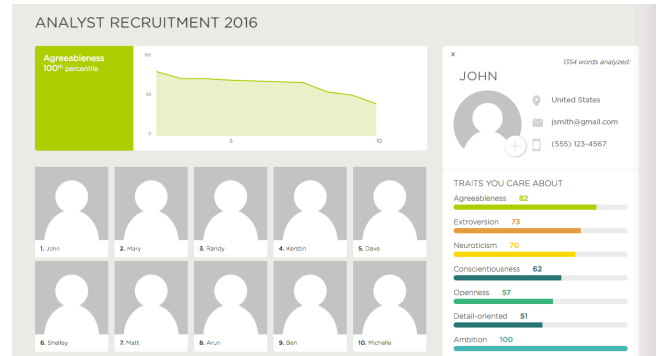 ANALYST RECRUITMENT 2016
Agreeableness
100th percentile
100
50
0
5
10
x
1354 words analyzed:
JOHN
United States
jsmith@gmail.com
(555) 123-4567
1. John
2. Mary
3. Randy
4. Kerstin
5. Dave
6. Shelley
7. Matt
8. Arun
9. Ben
10. Michelle
TRAITS YOU CARE ABOUT
Agreeableness 82
Extroversion 73
Neuroticism 70
Conscientiousness 62
Openness 57
Detail-oriented 51
Ambition 100